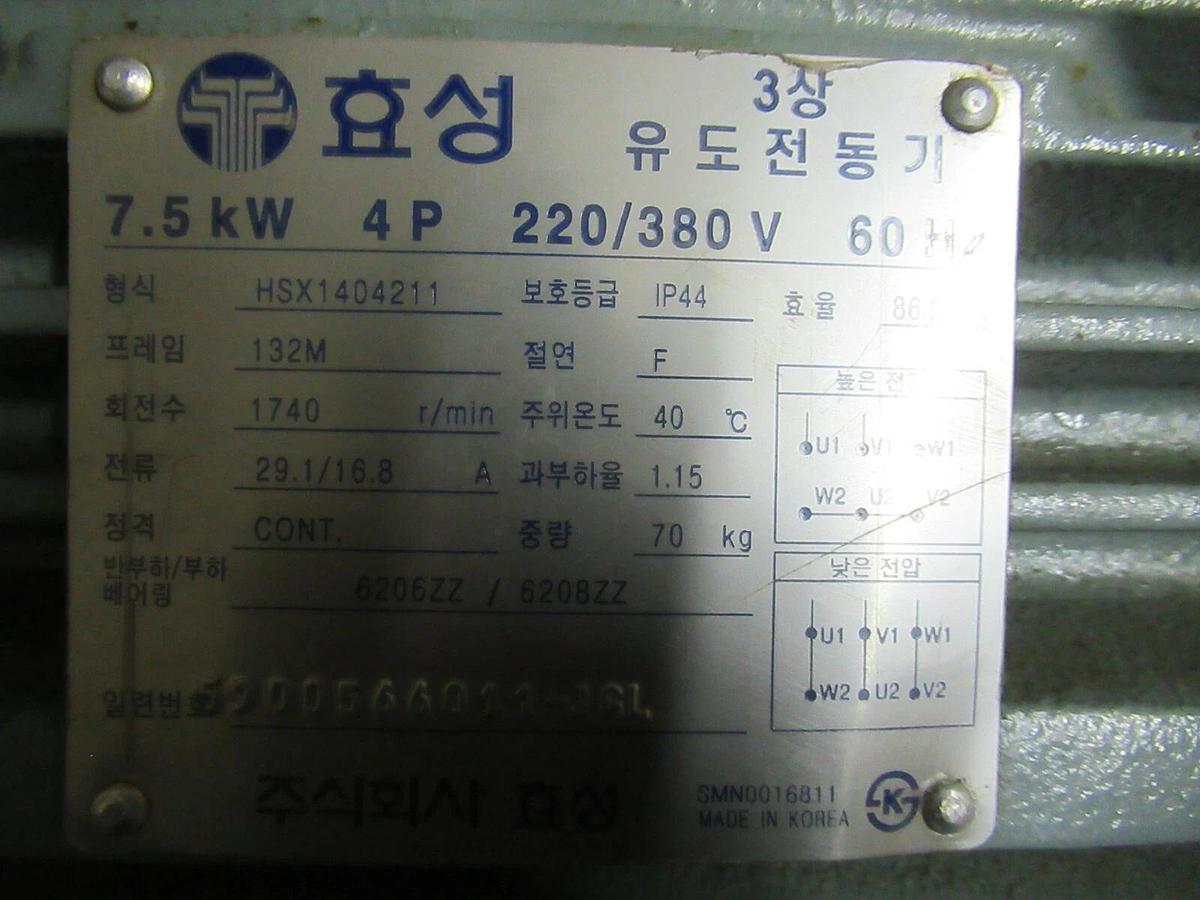 효성
3상
유도전동기
7.5 kW 4 P 220/380 V 60 Hz
형식 HSX1404211 보호등급 IP44 효율
프레임 132M 절연 F
회전수 1740 r/min 주위온도 40 ℃
전류 29.1/16.8 A 과부하율 1.15
정격 CONT. 중량 70 kg
반부하/부하
베어링 6206ZZ / 6208ZZ
일련번호
높은 전압
U1 V1 W1
W2 U2 V2
낮은 전압
U1 V1 W1
W2 U2 V2
주식회사 효성
SMN0016811
MADE IN KOREA
K